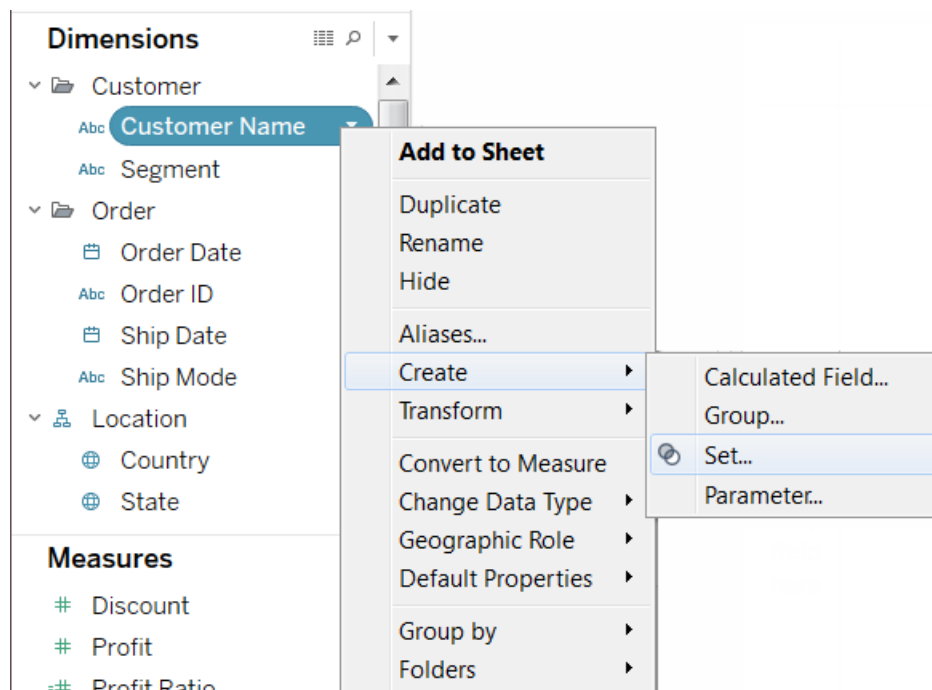 Dimensions
Customer
Abc Customer Name
Abc Segment
Order
Order Date
Abc Order ID
Ship Date
Abc Ship Mode
Location
Country
State
Measures
# Discount
# Profit
=# Profit Ratio
Add to Sheet
Duplicate
Rename
Hide
Aliases...
Create
Transform
Convert to Measure
Change Data Type
Geographic Role
Default Properties
Group by
Folders
Calculated Field...
Group...
Set...
Parameter...